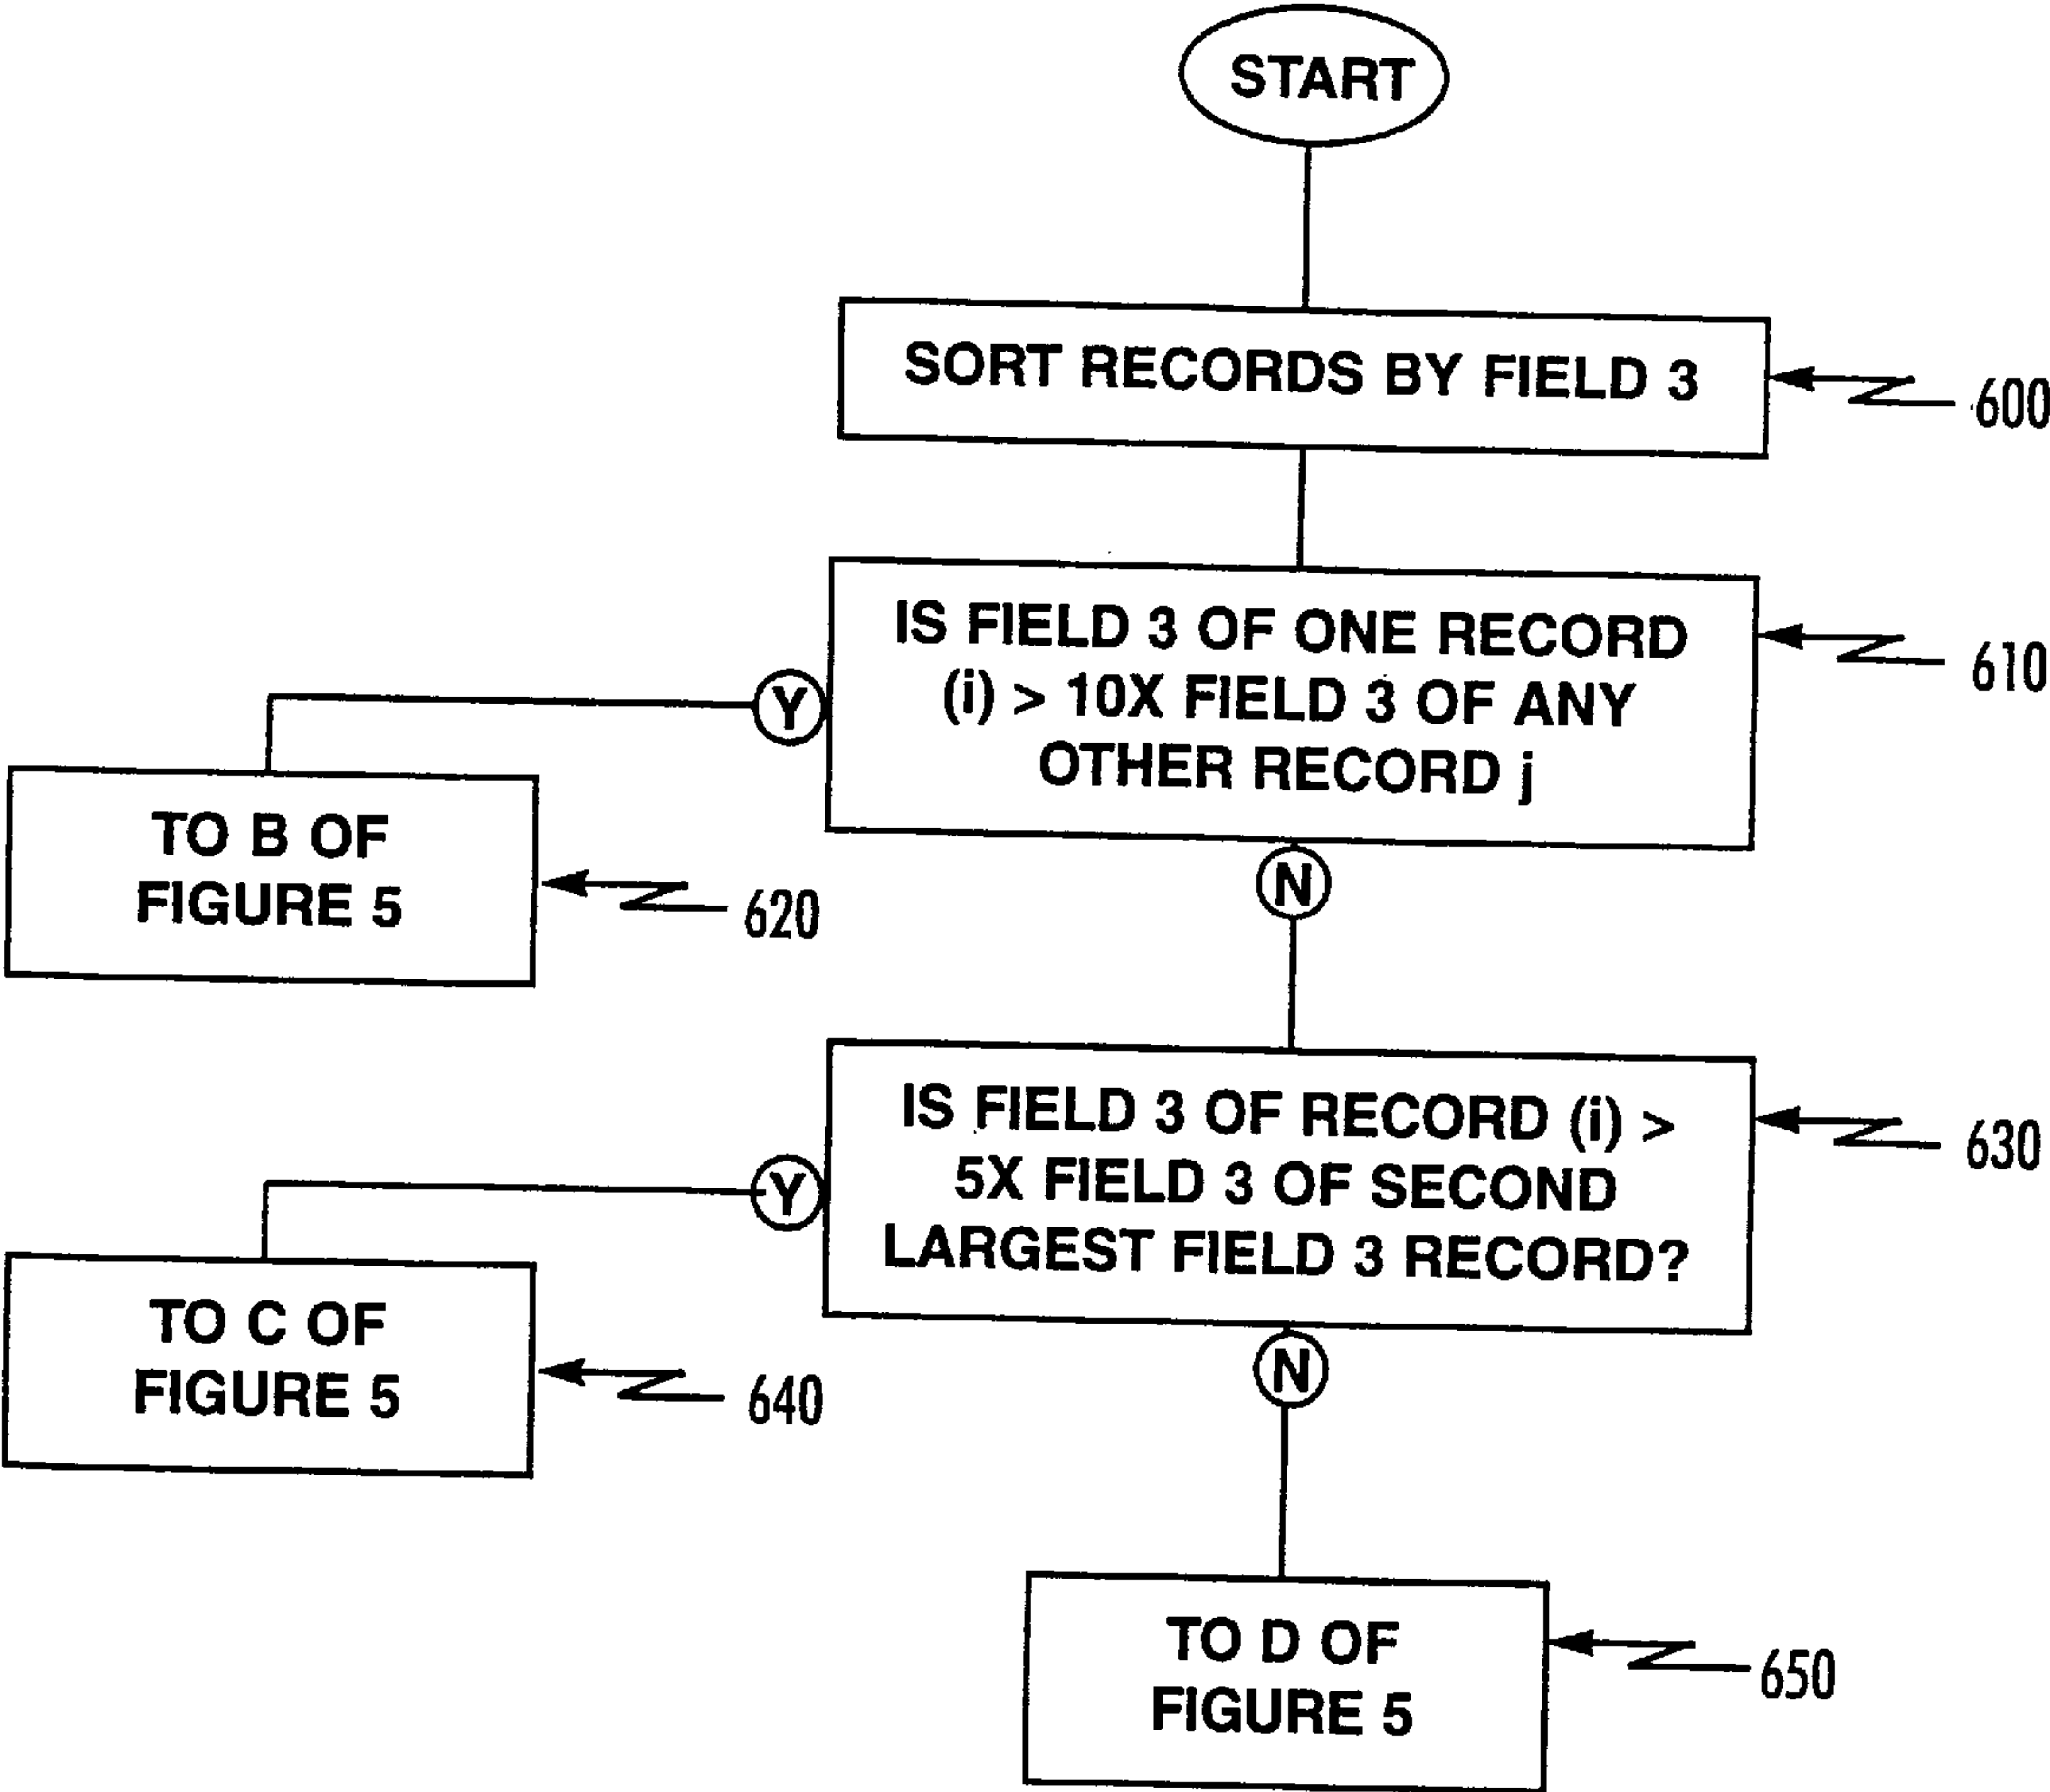 START
SORT RECORDS BY FIELD 3
600
IS FIELD 3 OF ONE RECORD
(i) > 10X FIELD 3 OF ANY
OTHER RECORD j
610
Y
TO B OF
FIGURE 5
620
N
IS FIELD 3 OF RECORD (i) >
5X FIELD 3 OF SECOND
LARGEST FIELD 3 RECORD?
630
Y
TO C OF
FIGURE 5
640
N
TO D OF
FIGURE 5
650